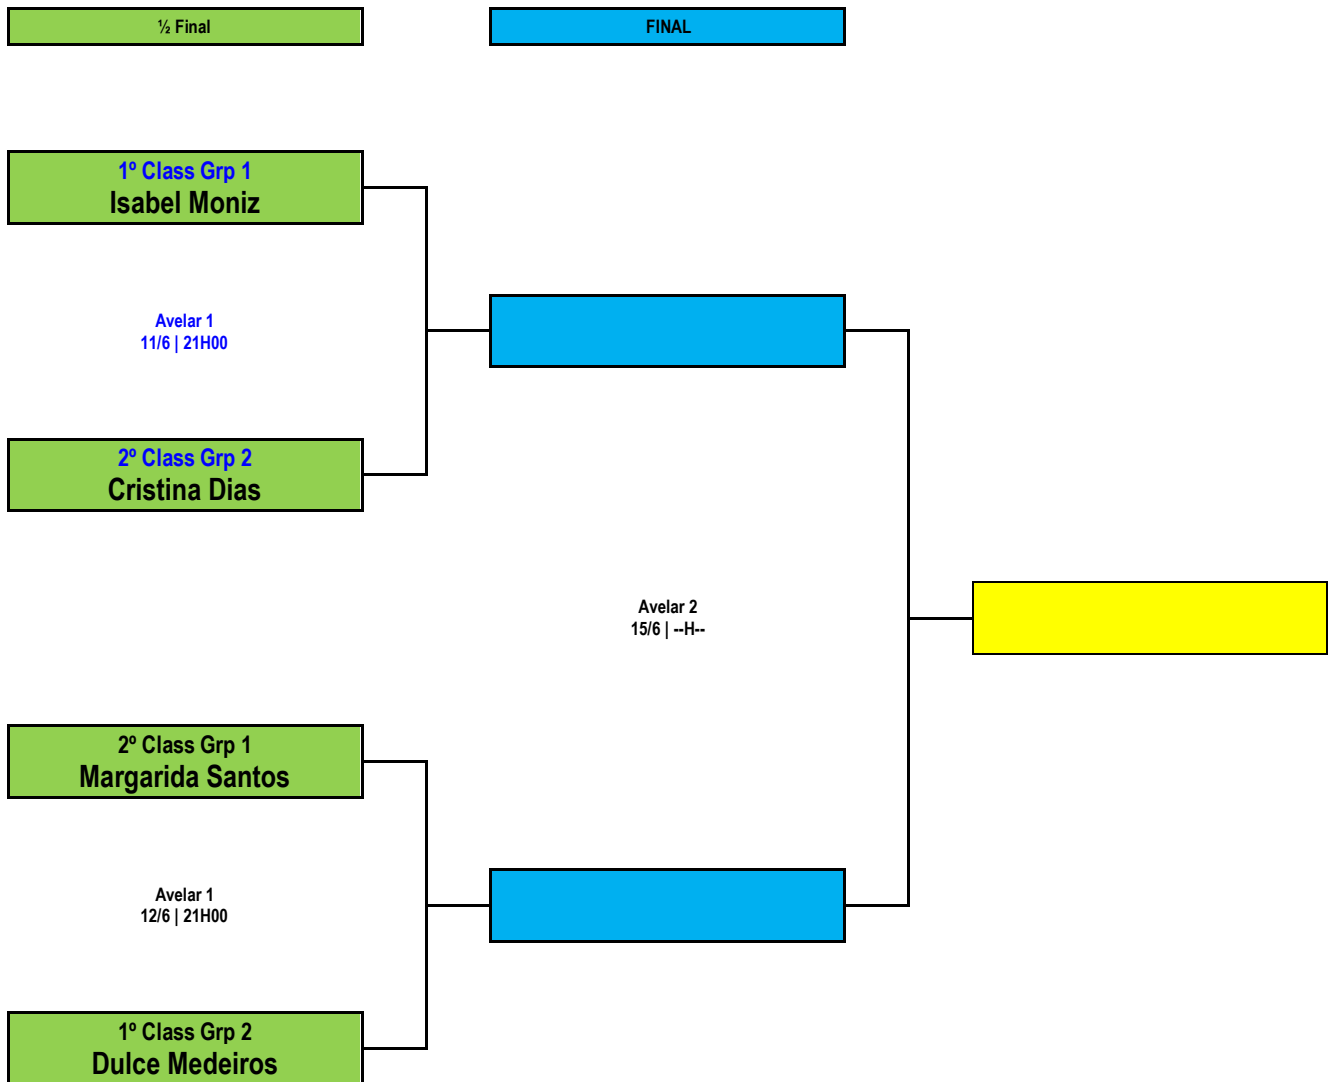 ½ Final
FINAL
1º Class Grp 1
Isabel Moniz
Avelar 1
11/6 | 21H00
2º Class Grp 2
Cristina Dias
Avelar 2
15/6 | --H--
2º Class Grp 1
Margarida Santos
Avelar 1
12/6 | 21H00
1º Class Grp 2
Dulce Medeiros